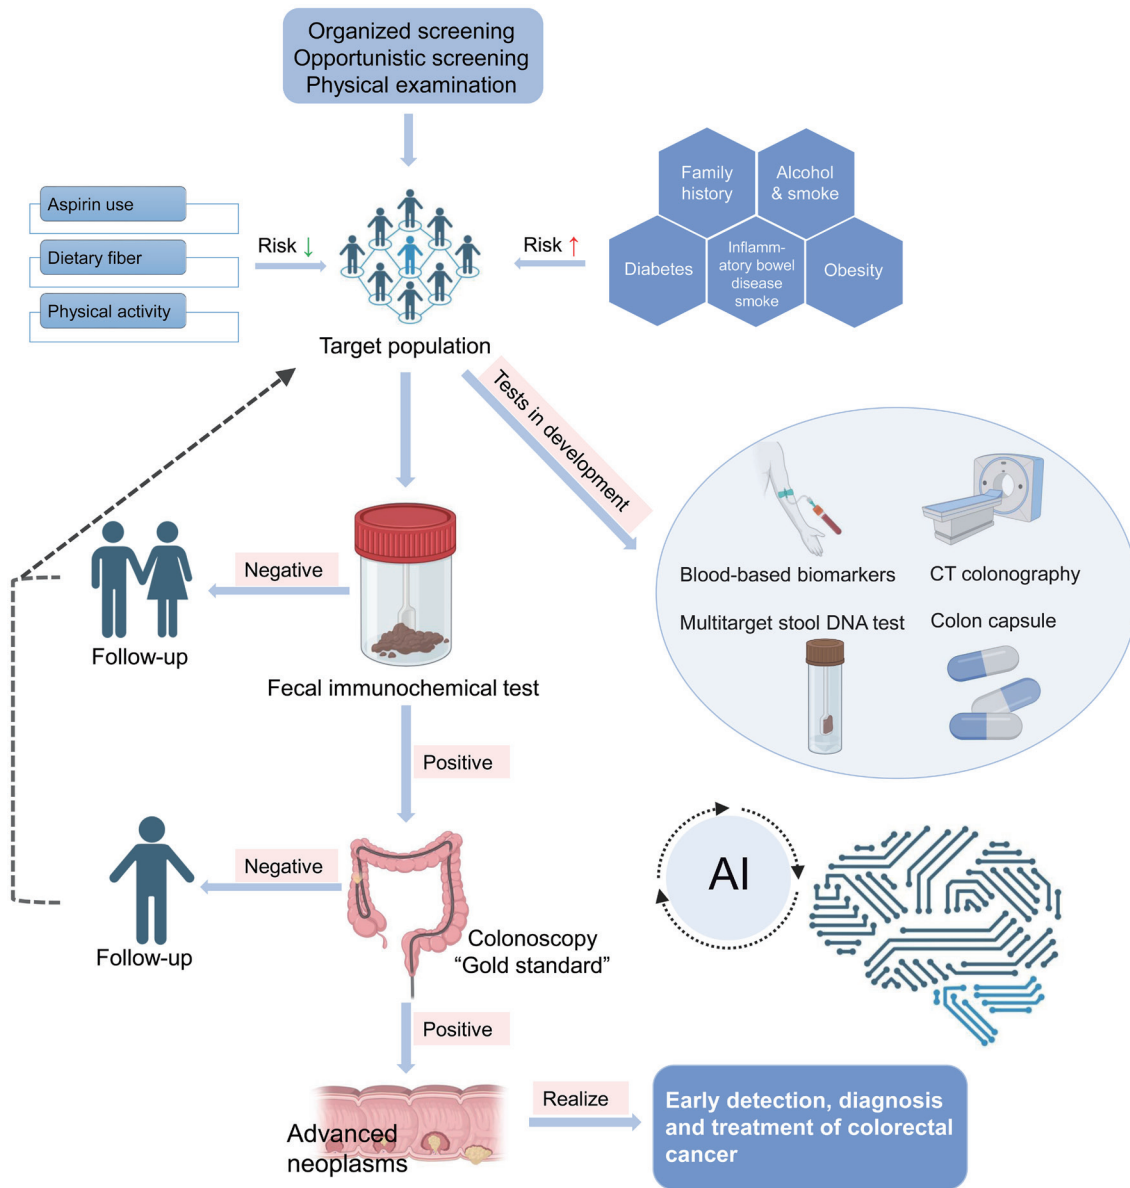 Organized screening
Opportunistic screening
Physical examination
Family
history
Alcohol
& smoke
Aspirin use
Dietary fiber
Physical activity
Risk ↓
Risk ↑
Diabetes
Inflamm-
atory bowel
disease
smoke
Obesity
Target population
Tests in development
Blood-based biomarkers
CT colonography
Multitarget stool DNA test
Colon capsule
Negative
Follow-up
Fecal immunochemical test
Positive
Negative
Follow-up
Colonoscopy
“Gold standard”
AI
Positive
Advanced
neoplasms
Realize
Early detection, diagnosis
and treatment of colorectal
cancer